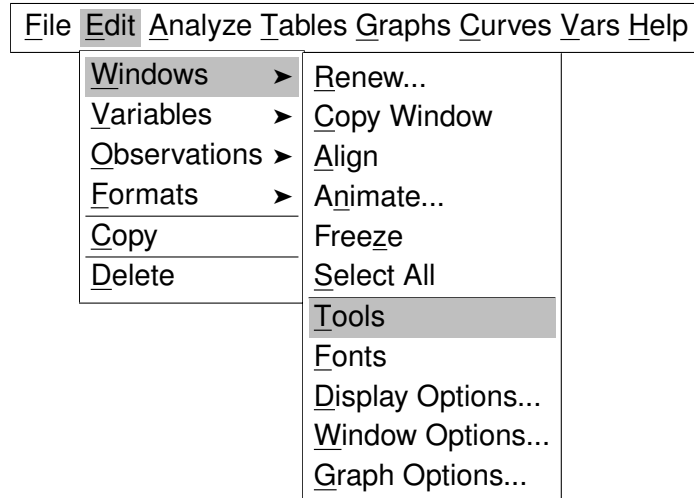 File Edit Analyze Tables Graphs Curves Vars Help
Windows ➤
Variables ➤
Observations ➤
Formats ➤
Copy
Delete
Renew...
Copy Window
Align
Animate...
Freeze
Select All
Tools
Fonts
Display Options...
Window Options...
Graph Options...